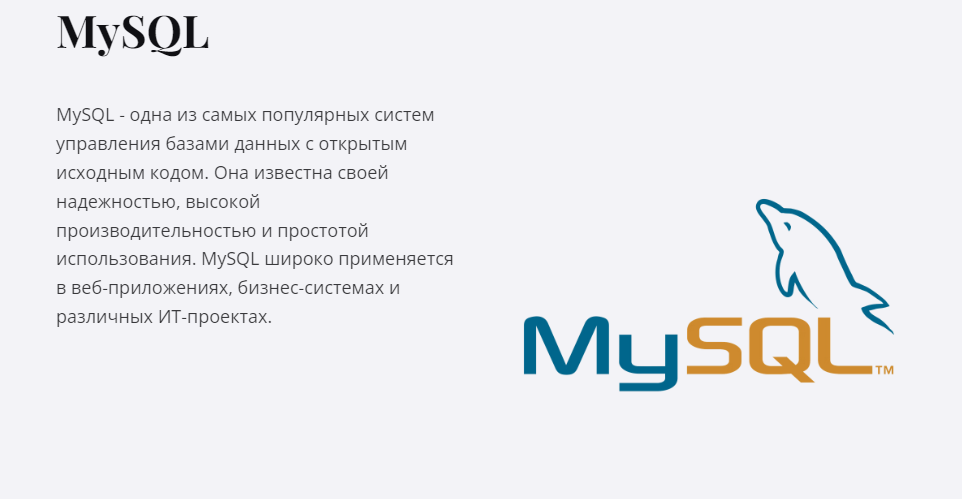 MySQL
MySQL - одна из самых популярных систем
управления базами данных с открытым
исходным кодом. Она известна своей
надежностью, высокой
производительностью и простотой
использования. MySQL широко применяется
в веб-приложениях, бизнес-системах и
различных ИТ-проектах.
MySQL™